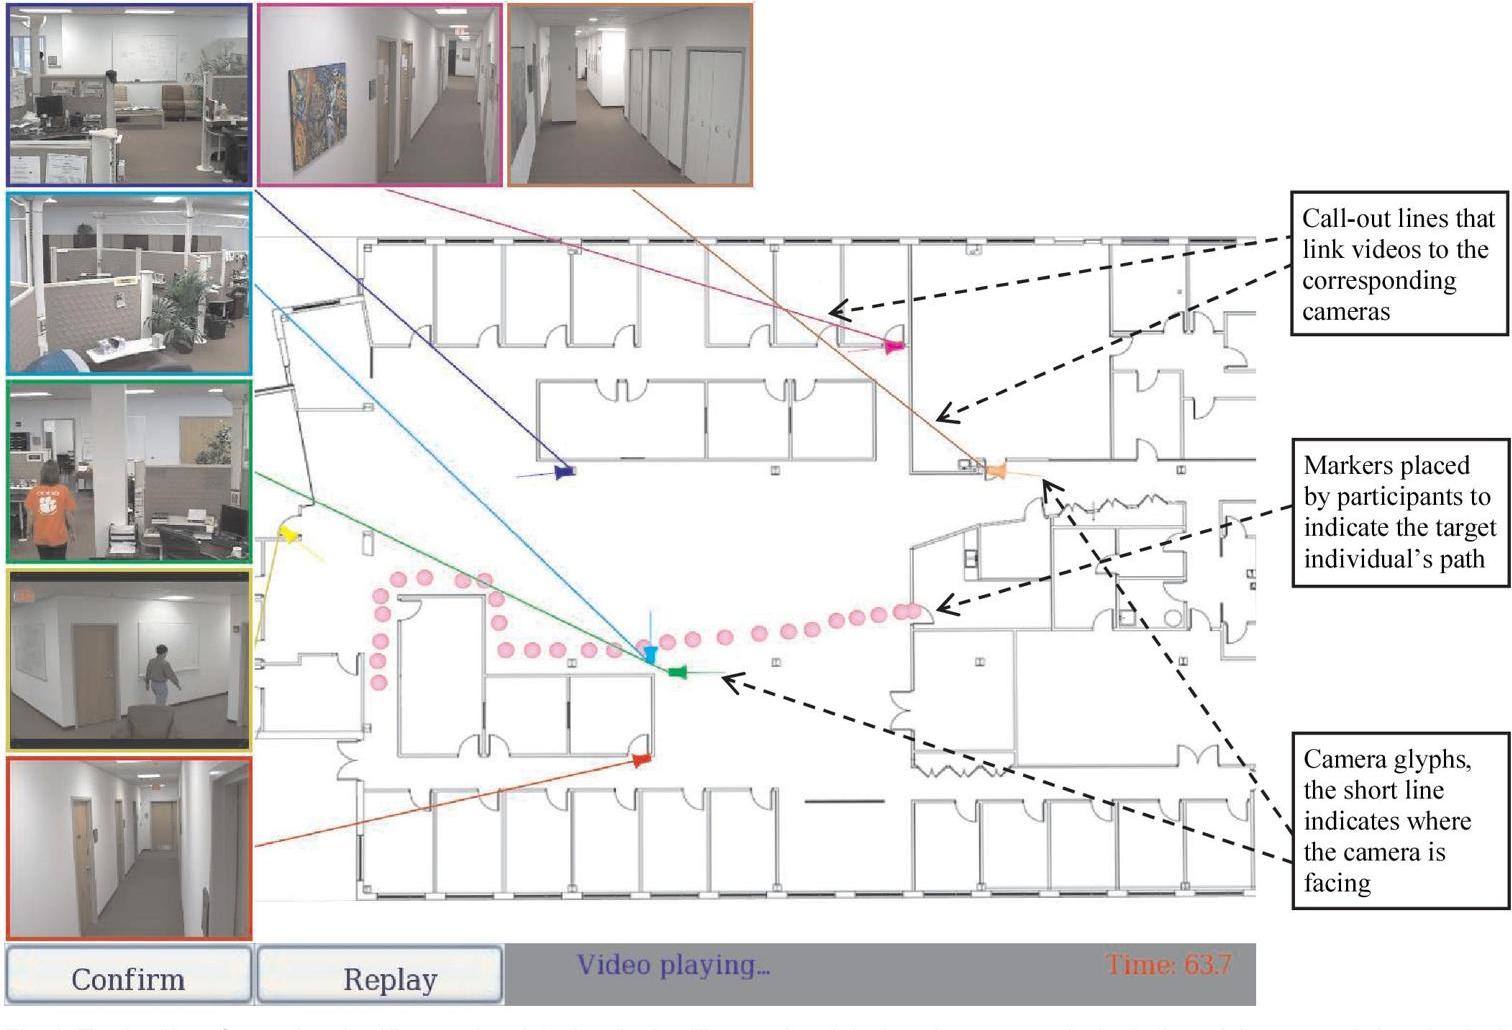 Call-out lines that
link videos to the
corresponding
cameras
Markers placed
by participants to
indicate the target
individual's path
Camera glyphs,
the short line
indicates where
the camera is
facing
Confirm
Replay
Video playing...
Time: 63.7